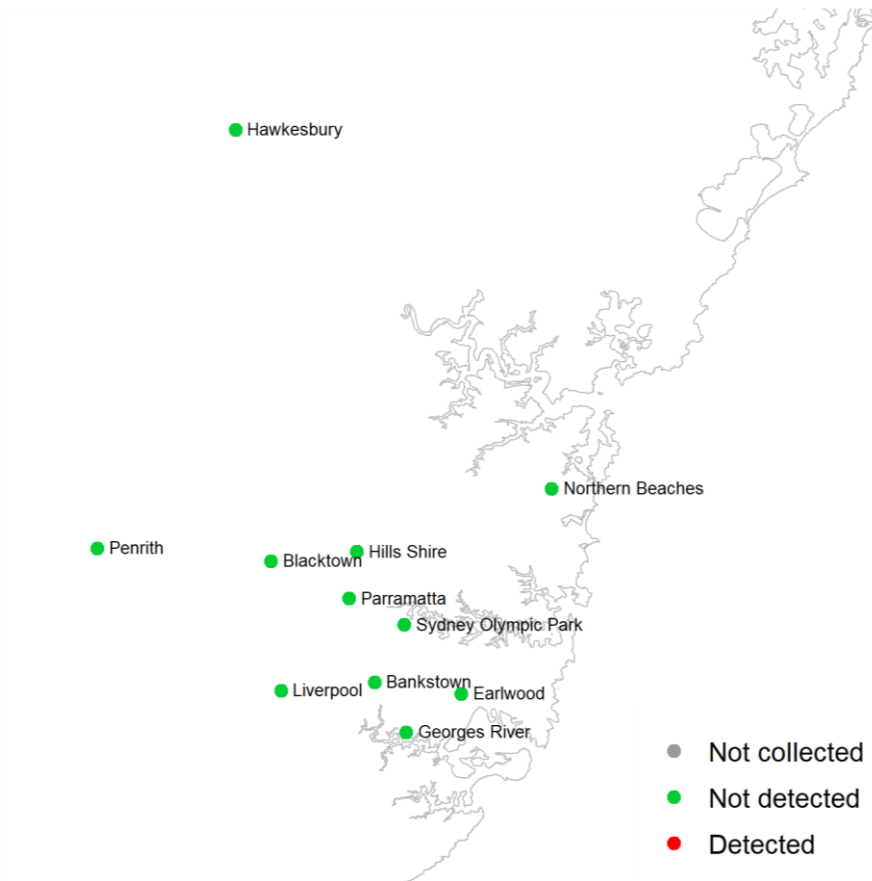 Hawkesbury
Northern Beaches
Penrith
Hills Shire
Blacktown
Parramatta
Sydney Olympic Park
Bankstown
Liverpool
Earlwood
Georges River
Not collected
Not detected
Detected